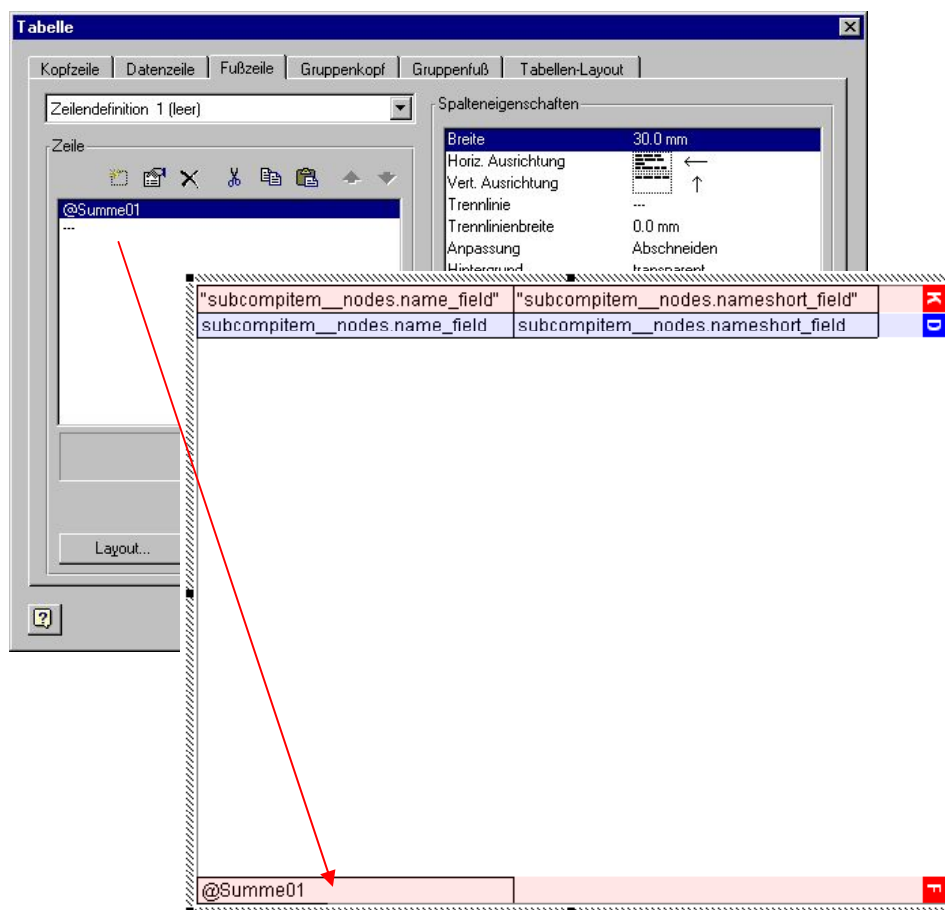 Tabelle
Kopfzeile Datenzeile Fußzeile Gruppenkopf Gruppenfuß Tabellen-Layout
Zeilendefinition 1 (leer)
Zeile
@Summe01
---
Layout...
Spalteneigenschaften
Breite 30.0 mm
Horiz. Ausrichtung
Vert. Ausrichtung
Trennlinie ---
Trennlinienbreite 0.0 mm
Anpassung Abschneiden
Hintergrund transparent
"subcompitem__nodes.name_field" "subcompitem__nodes.nameshort_field" K
subcompitem__nodes.name_field subcompitem__nodes.nameshort_field D
@Summe01 F